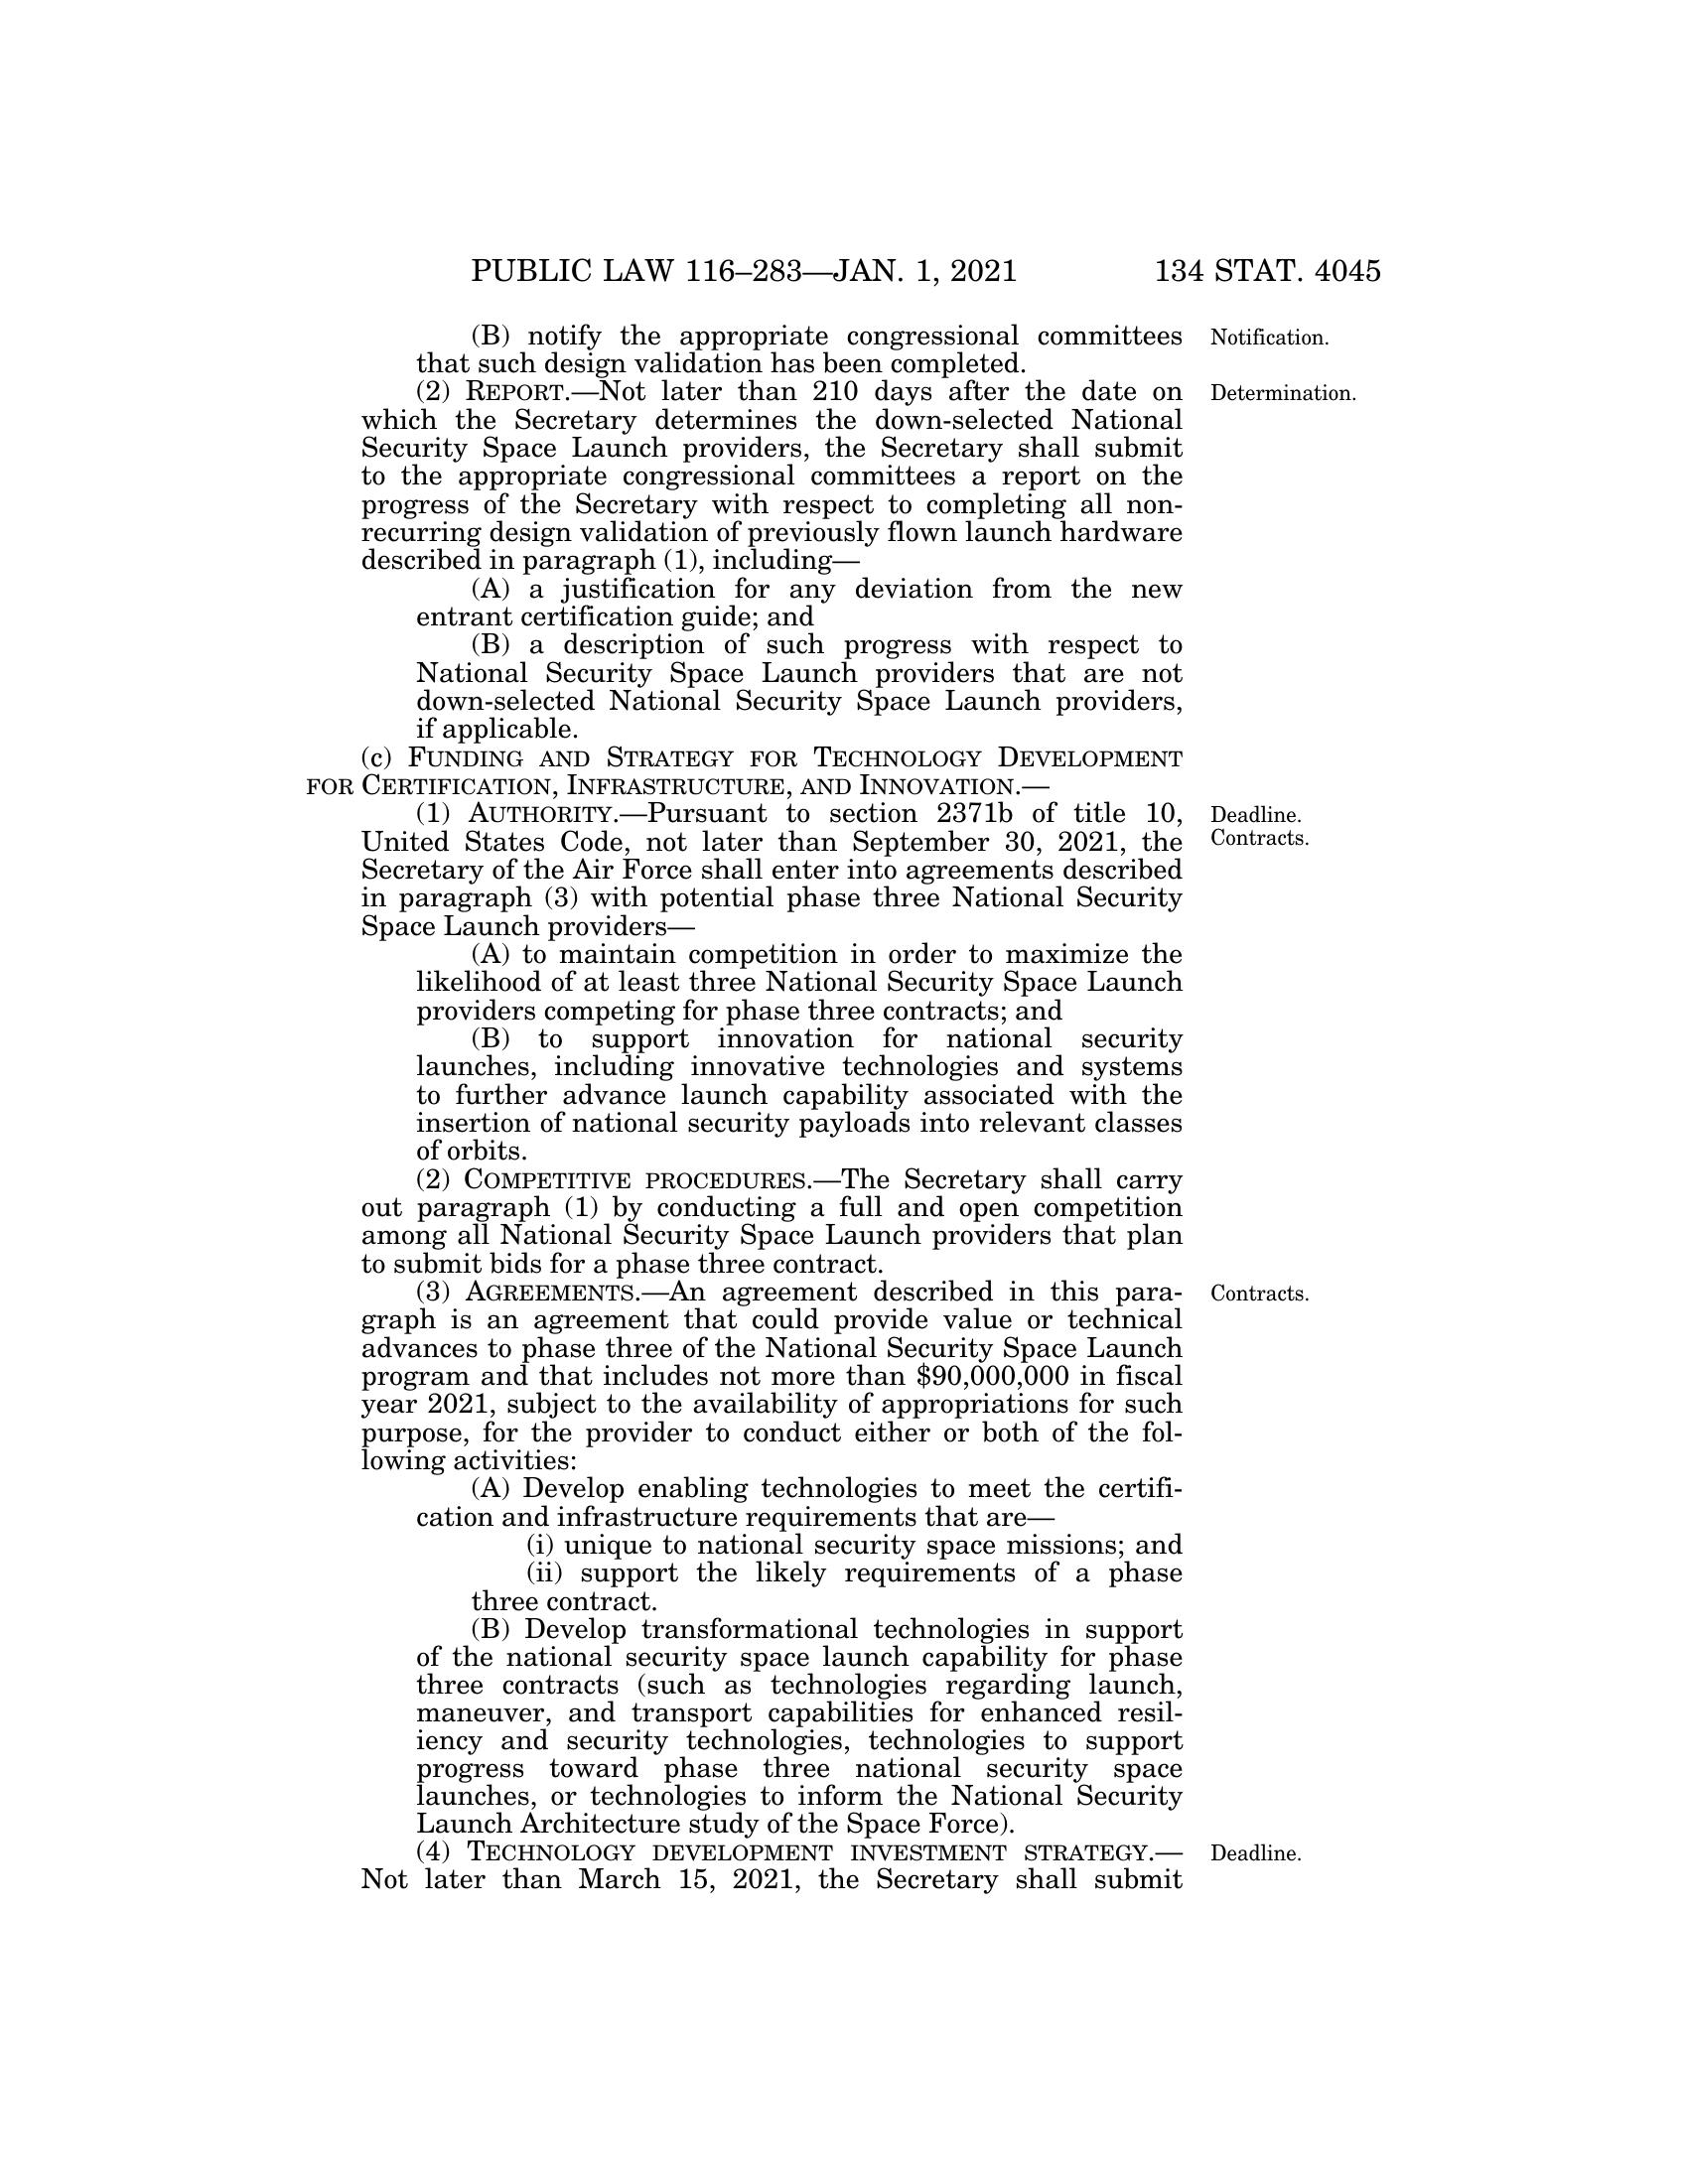 PUBLIC LAW 116–283—JAN. 1, 2021 134 STAT. 4045
(B) notify the appropriate congressional committees Notification.
that such design validation has been completed.
(2) REPORT.—Not later than 210 days after the date on Determination.
which the Secretary determines the down-selected National
Security Space Launch providers, the Secretary shall submit
to the appropriate congressional committees a report on the
progress of the Secretary with respect to completing all non-
recurring design validation of previously flown launch hardware
described in paragraph (1), including—
(A) a justification for any deviation from the new
entrant certification guide; and
(B) a description of such progress with respect to
National Security Space Launch providers that are not
down-selected National Security Space Launch providers,
if applicable.
(c) FUNDING AND STRATEGY FOR TECHNOLOGY DEVELOPMENT
FOR CERTIFICATION, INFRASTRUCTURE, AND INNOVATION.—
(1) AUTHORITY.—Pursuant to section 2371b of title 10, Deadline.
United States Code, not later than September 30, 2021, the Contracts.
Secretary of the Air Force shall enter into agreements described
in paragraph (3) with potential phase three National Security
Space Launch providers—
(A) to maintain competition in order to maximize the
likelihood of at least three National Security Space Launch
providers competing for phase three contracts; and
(B) to support innovation for national security
launches, including innovative technologies and systems
to further advance launch capability associated with the
insertion of national security payloads into relevant classes
of orbits.
(2) COMPETITIVE PROCEDURES.—The Secretary shall carry
out paragraph (1) by conducting a full and open competition
among all National Security Space Launch providers that plan
to submit bids for a phase three contract.
(3) AGREEMENTS.—An agreement described in this para- Contracts.
graph is an agreement that could provide value or technical
advances to phase three of the National Security Space Launch
program and that includes not more than $90,000,000 in fiscal
year 2021, subject to the availability of appropriations for such
purpose, for the provider to conduct either or both of the fol-
lowing activities:
(A) Develop enabling technologies to meet the certifi-
cation and infrastructure requirements that are—
(i) unique to national security space missions; and
(ii) support the likely requirements of a phase
three contract.
(B) Develop transformational technologies in support
of the national security space launch capability for phase
three contracts (such as technologies regarding launch,
maneuver, and transport capabilities for enhanced resil-
iency and security technologies, technologies to support
progress toward phase three national security space
launches, or technologies to inform the National Security
Launch Architecture study of the Space Force).
(4) TECHNOLOGY DEVELOPMENT INVESTMENT STRATEGY.— Deadline.
Not later than March 15, 2021, the Secretary shall submit